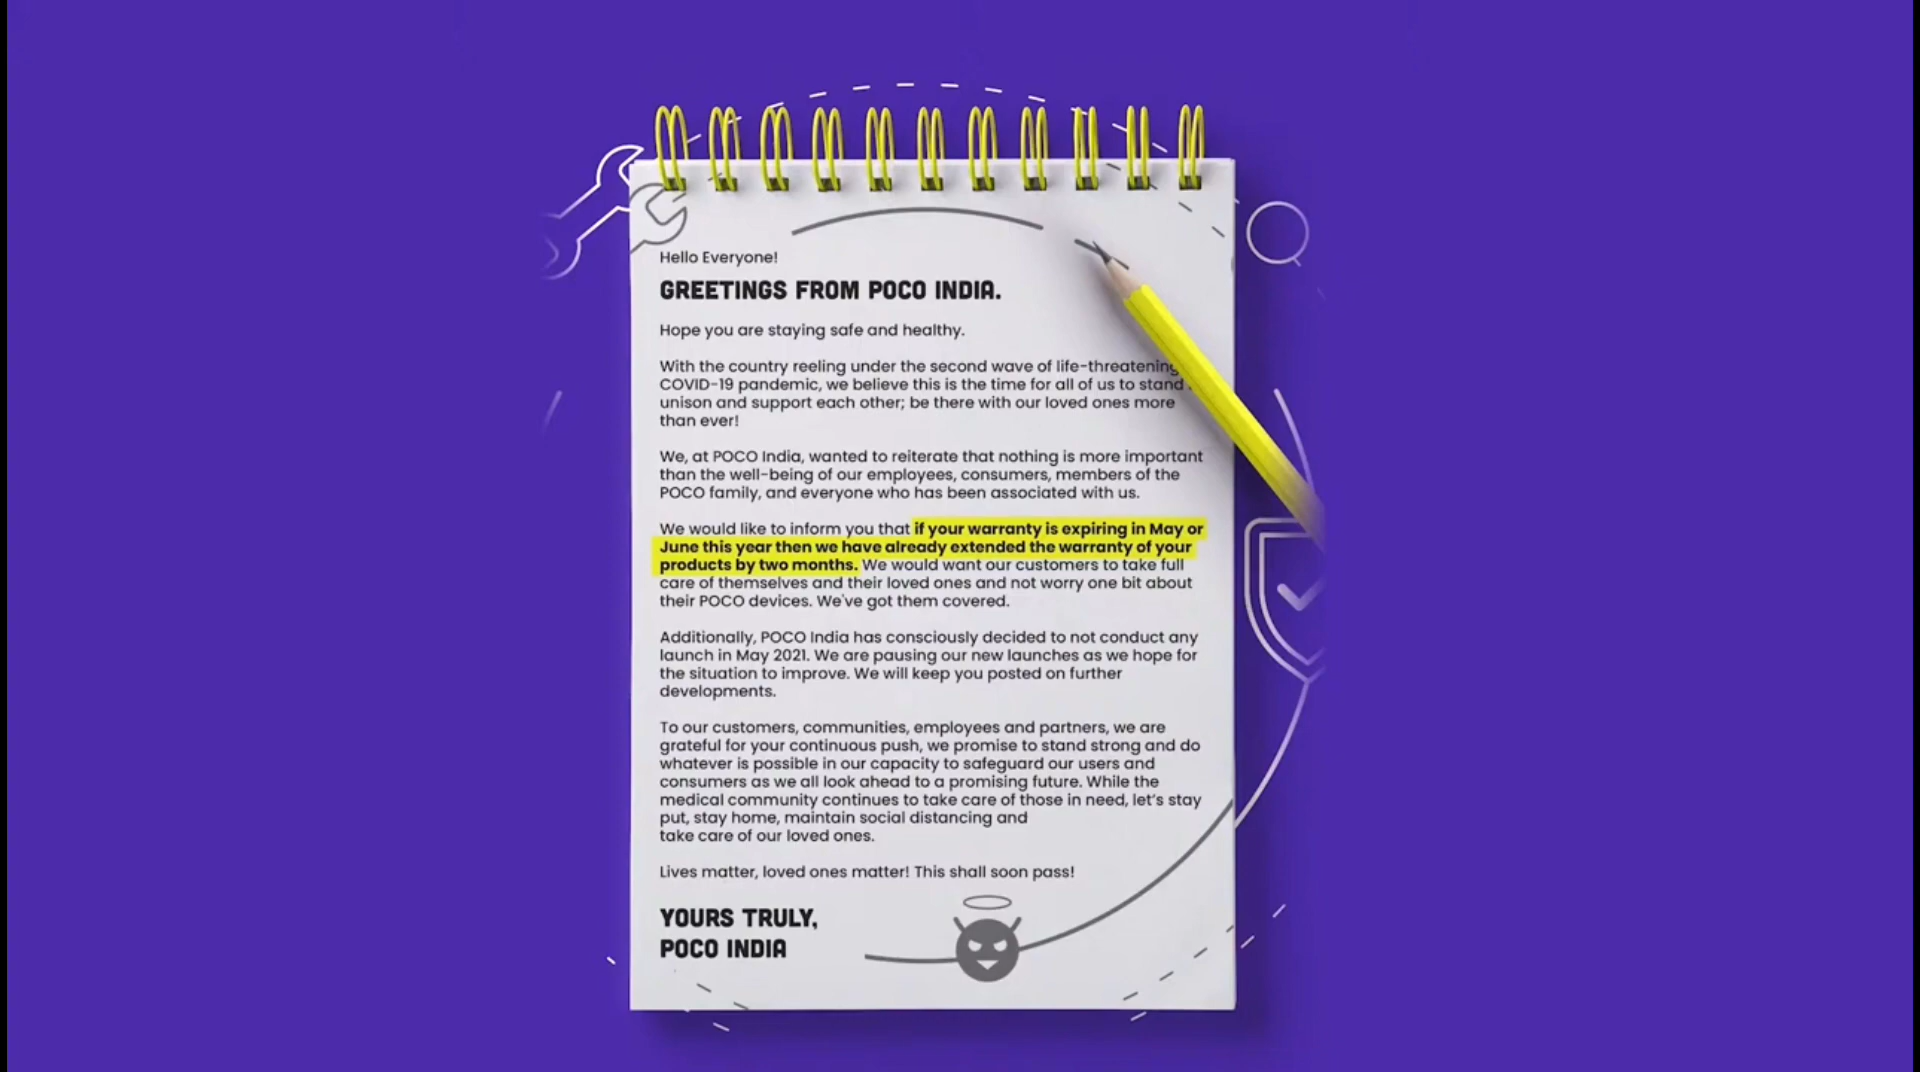 Hello Everyone!
GREETINGS FROM POCO INDIA.
Hope you are staying safe and healthy.
With the country reeling under the second wave of life-threatening
COVID-19 pandemic, we believe this is the time for all of us to stand
unison and support each other; be there with our loved ones more
than ever!
We, at POCO India, wanted to reiterate that nothing is more important
than the well-being of our employees, consumers, members of the
POCO family, and everyone who has been associated with us.
We would like to inform you that if your warranty is expiring in May or
June this year then we have already extended the warranty of your
products by two months. We would want our customers to take full
care of themselves and their loved ones and not worry one bit about
their POCO devices. We've got them covered.
Additionally, POCO India has consciously decided to not conduct any
launch in May 2021. We are pausing our new launches as we hope for
the situation to improve. We will keep you posted on further
developments.
To our customers, communities, employees and partners, we are
grateful for your continuous push, we promise to stand strong and do
whatever is possible in our capacity to safeguard our users and
consumers as we all look ahead to a promising future. While the
medical community continues to take care of those in need, let's stay
put, stay home, maintain social distancing and
take care of our loved ones.
Lives matter, loved ones matter! This shall soon pass!
YOURS TRULY,
POCO INDIA